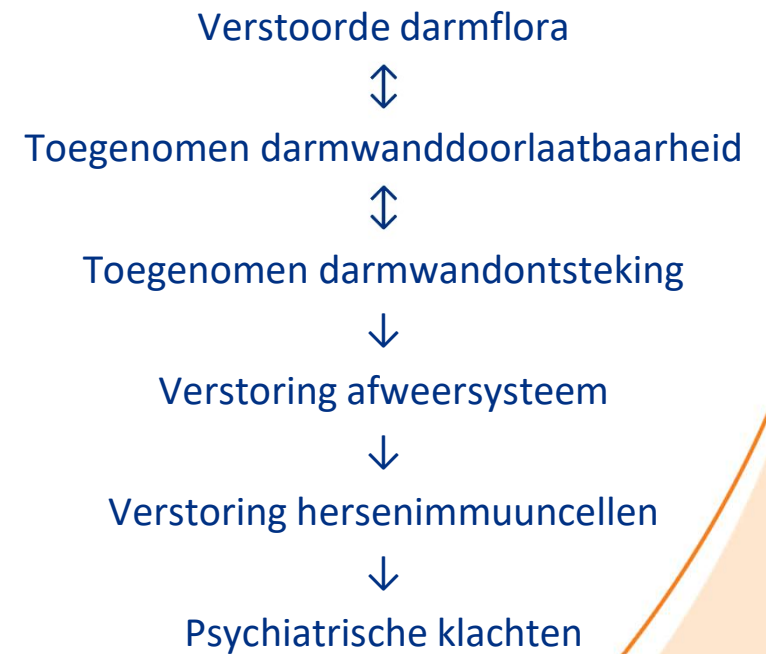 Verstoorde darmflora
↕
Toegenomen darmwanddoorlaatbaarheid
↕
Toegenomen darmwandontsteking
↓
Verstoring afweersysteem
↓
Verstoring hersenimmuuncellen
↓
Psychiatrische klachten